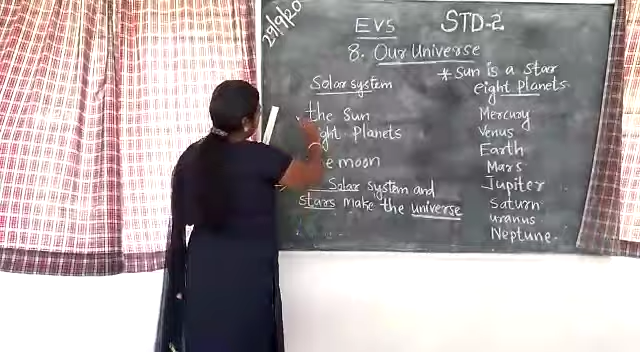 29/9/20
EVS STD-2
8. Our Universe
Solar system
the Sun
Planets
moon
Solar system and
stars make the universe
* Sun is a star
eight planets
Mercury
Venus
Earth
Mars
Jupiter
Saturn
uranus
Neptune.